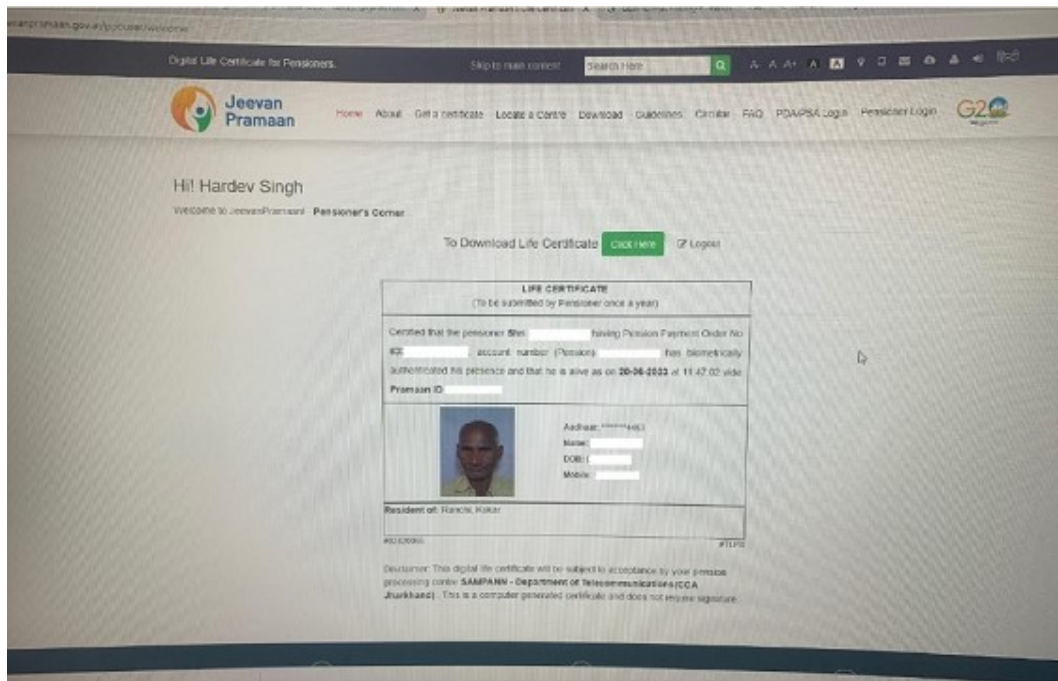 Digital Life Certificate for Pensioners.
Skip to main content
Search Here
A- A A+ A A
हिन्दी
Jeevan
Pramaan
Home About Get a certificate Locate a Centre Download Guidelines Circular FAQ PDA/PSA Login Pensioner Login
G20
Hi! Hardev Singh
Welcome to JeevanPramaan! - Pensioner's Corner
To Download Life Certificate Click Here Logout
LIFE CERTIFICATE
(To be submitted by Pensioner once a year)
Certified that the pensioner Shri having Pension Payment Order No
, account number (Pension) has biometrically
authenticated his presence and that he is alive as on at 11:47:02 vide
Pramaan ID
Aadhaar:
Name:
DOB:
Mobile:
Resident of: Ranchi,
Disclaimer: This digital life certificate will be subject to acceptance by your pension
processing centre SAMPANN - Department of Telecommunications(CCA
Jharkhand) . This is a computer generated certificate and does not require signature.